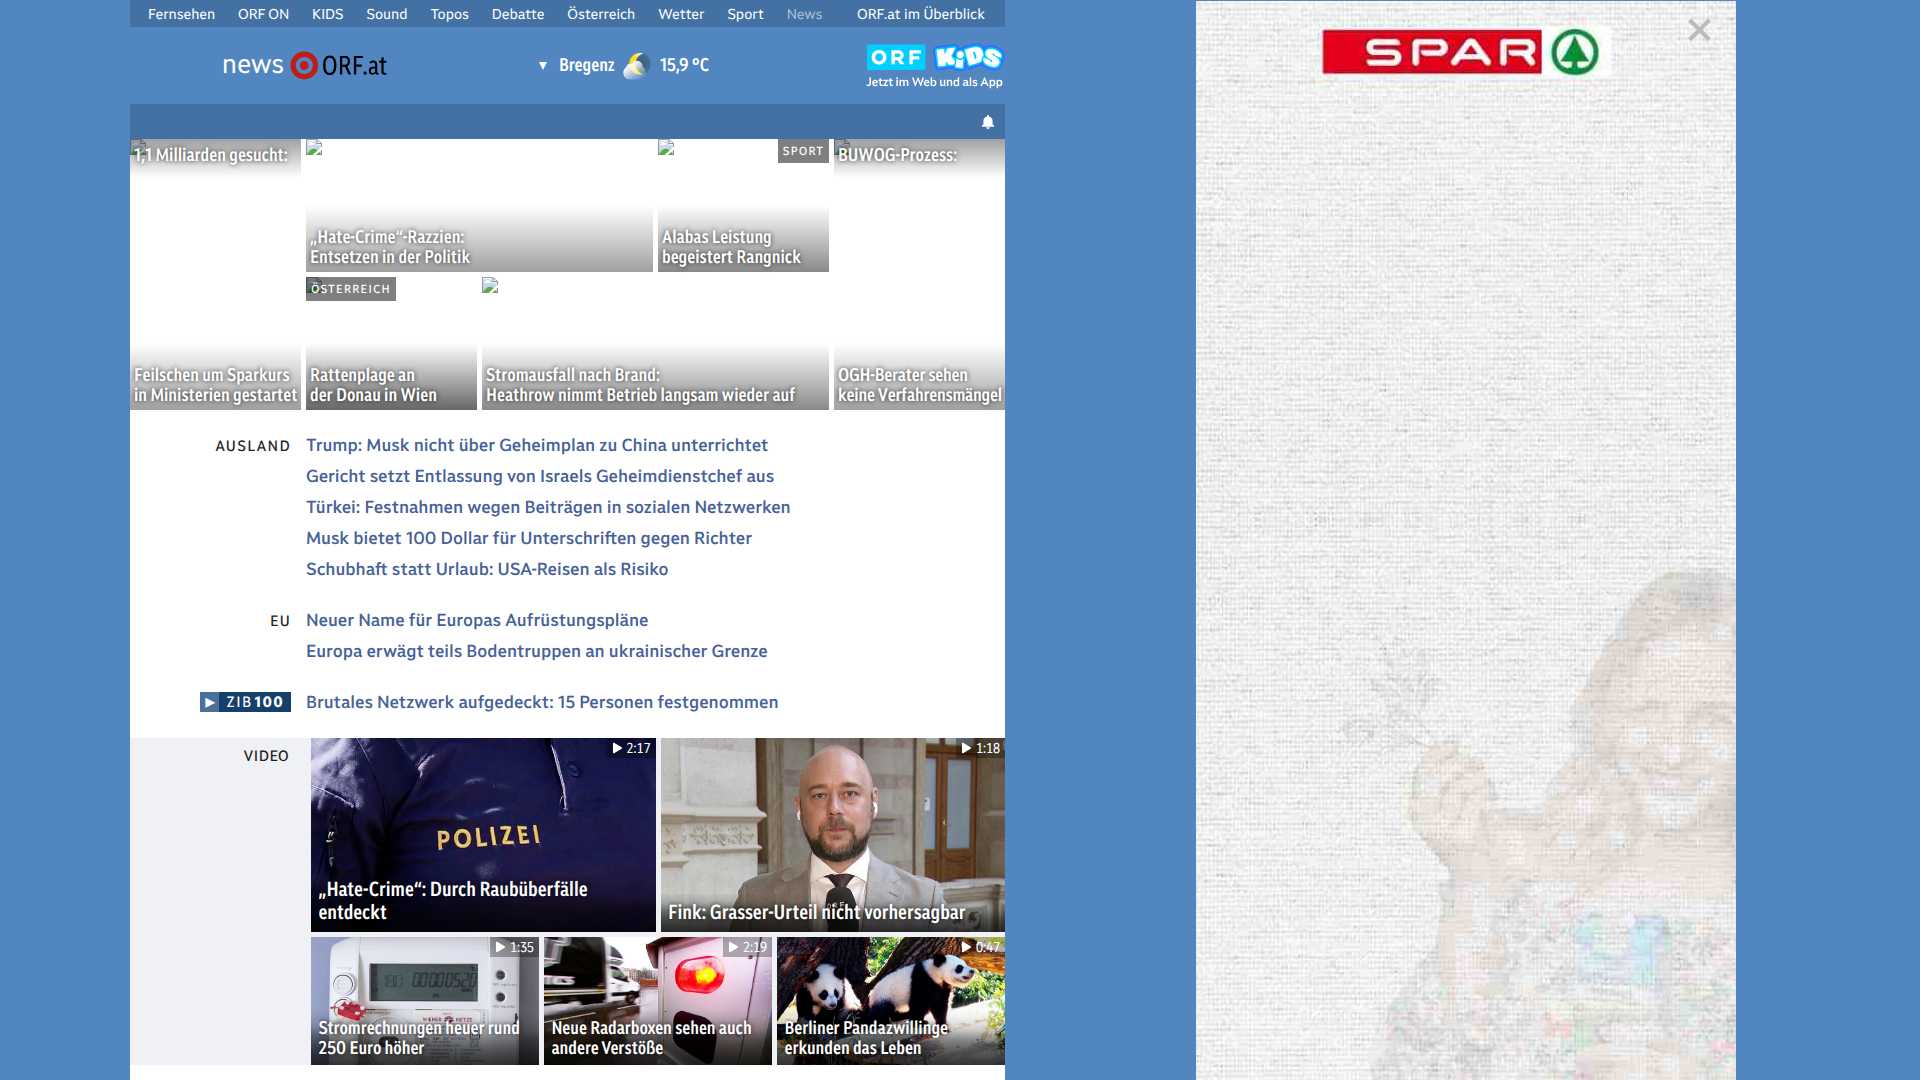 Fernsehen ORF ON KIDS Sound Topos Debatte Österreich Wetter Sport News ORF.at im Überblick
news ORF.at
Bregenz 15,9 °C
ORF KiDS
Jetzt im Web und als App
SPAR
1,1 Milliarden gesucht:
Feilschen um Sparkurs
in Ministerien gestartet
„Hate-Crime“-Razzien:
Entsetzen in der Politik
SPORT
Alabas Leistung
begeistert Rangnick
BUWOG-Prozess:
OGH-Berater sehen
keine Verfahrensmängel
ÖSTERREICH
Rattenplage an
der Donau in Wien
Stromausfall nach Brand:
Heathrow nimmt Betrieb langsam wieder auf
AUSLAND
Trump: Musk nicht über Geheimplan zu China unterrichtet
Gericht setzt Entlassung von Israels Geheimdienstchef aus
Türkei: Festnahmen wegen Beiträgen in sozialen Netzwerken
Musk bietet 100 Dollar für Unterschriften gegen Richter
Schubhaft statt Urlaub: USA-Reisen als Risiko
EU
Neuer Name für Europas Aufrüstungspläne
Europa erwägt teils Bodentruppen an ukrainischer Grenze
ZIB100
Brutales Netzwerk aufgedeckt: 15 Personen festgenommen
VIDEO
2:17
POLIZEI
„Hate-Crime“: Durch Raubüberfälle
entdeckt
1:18
ORF
Fink: Grasser-Urteil nicht vorhersagbar
1:35
Stromrechnungen heuer rund
250 Euro höher
2:19
Neue Radarboxen sehen auch
andere Verstöße
0:47
Berliner Pandazwillinge
erkunden das Leben